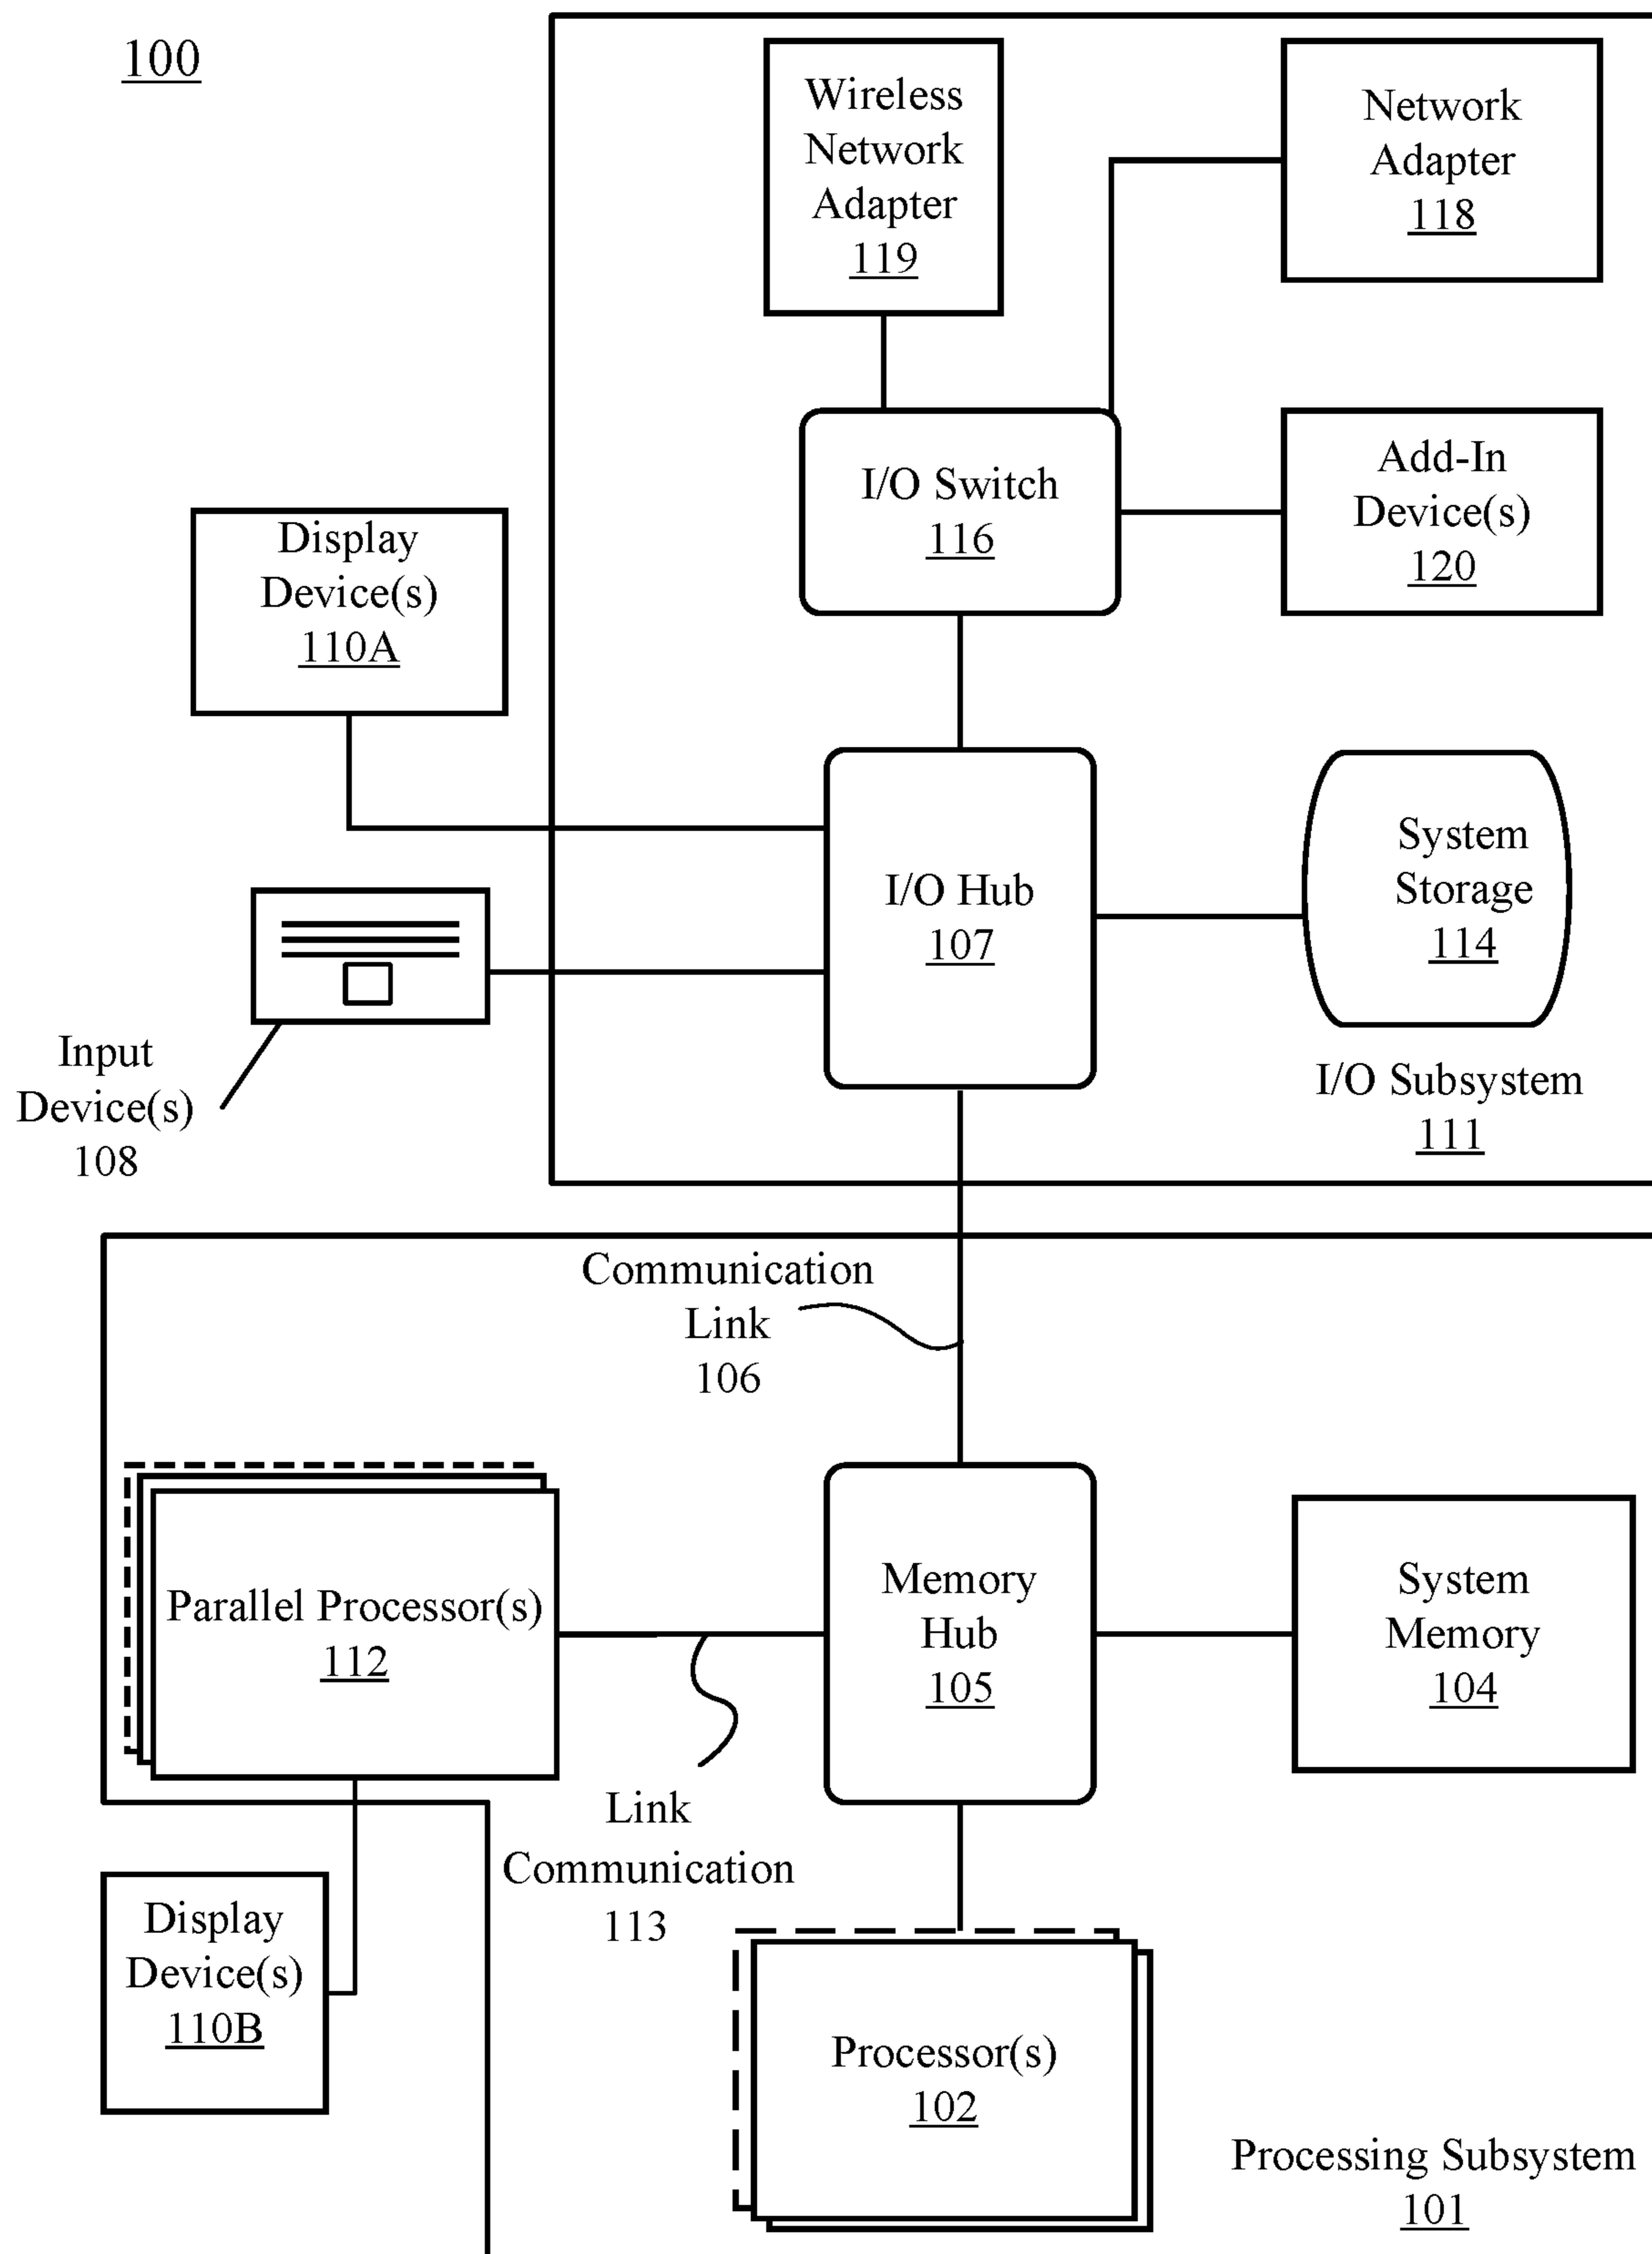 100
Wireless
Network
Adapter
119
Network
Adapter
118
I/O Switch
116
Add-In
Device(s)
120
Display
Device(s)
110A
I/O Hub
107
System
Storage
114
Input
Device(s)
108
I/O Subsystem
111
Communication
Link
106
Parallel Processor(s)
112
Memory
Hub
105
System
Memory
104
Link
Communication
113
Display
Device(s)
110B
Processor(s)
102
Processing Subsystem
101